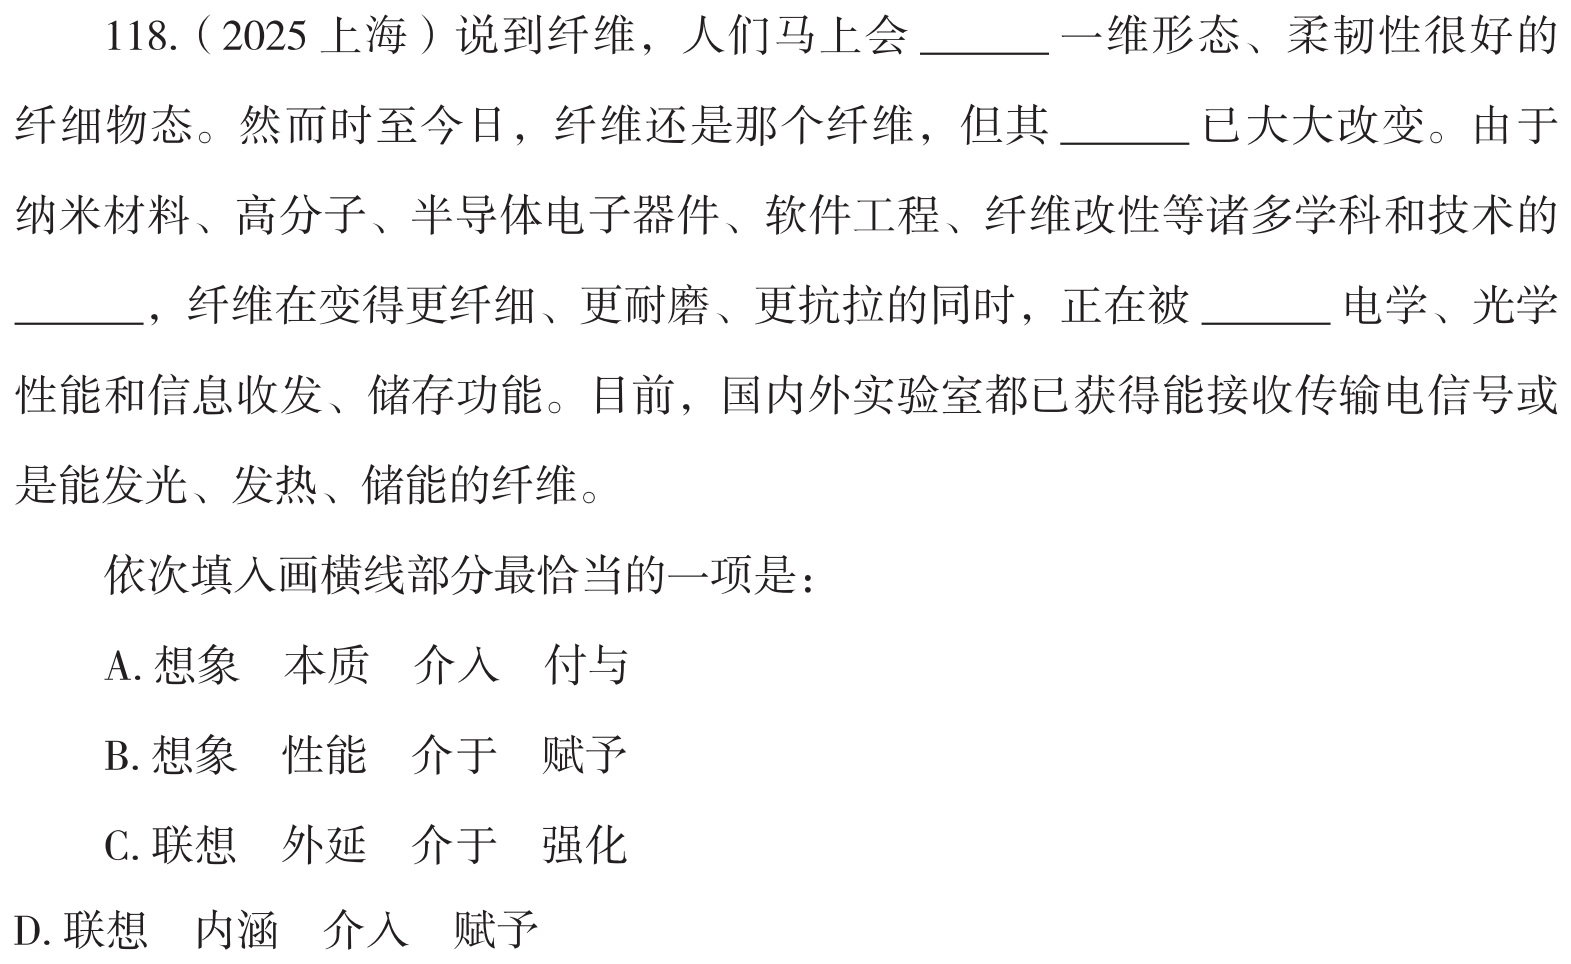 118.（2025 上海）说到纤维，人们马上会 ______ 一维形态、柔韧性很好的
纤细物态。然而时至今日，纤维还是那个纤维，但其 ______ 已大大改变。由于
纳米材料、高分子、半导体电子器件、软件工程、纤维改性等诸多学科和技术的
______，纤维在变得更纤细、更耐磨、更抗拉的同时，正在被 ______ 电学、光学
性能和信息收发、储存功能。目前，国内外实验室都已获得能接收传输电信号或
是能发光、发热、储能的纤维。
依次填入画横线部分最恰当的一项是：
A. 想象　本质　介入　付与
B. 想象　性能　介于　赋予
C. 联想　外延　介于　强化
D. 联想　内涵　介入　赋予